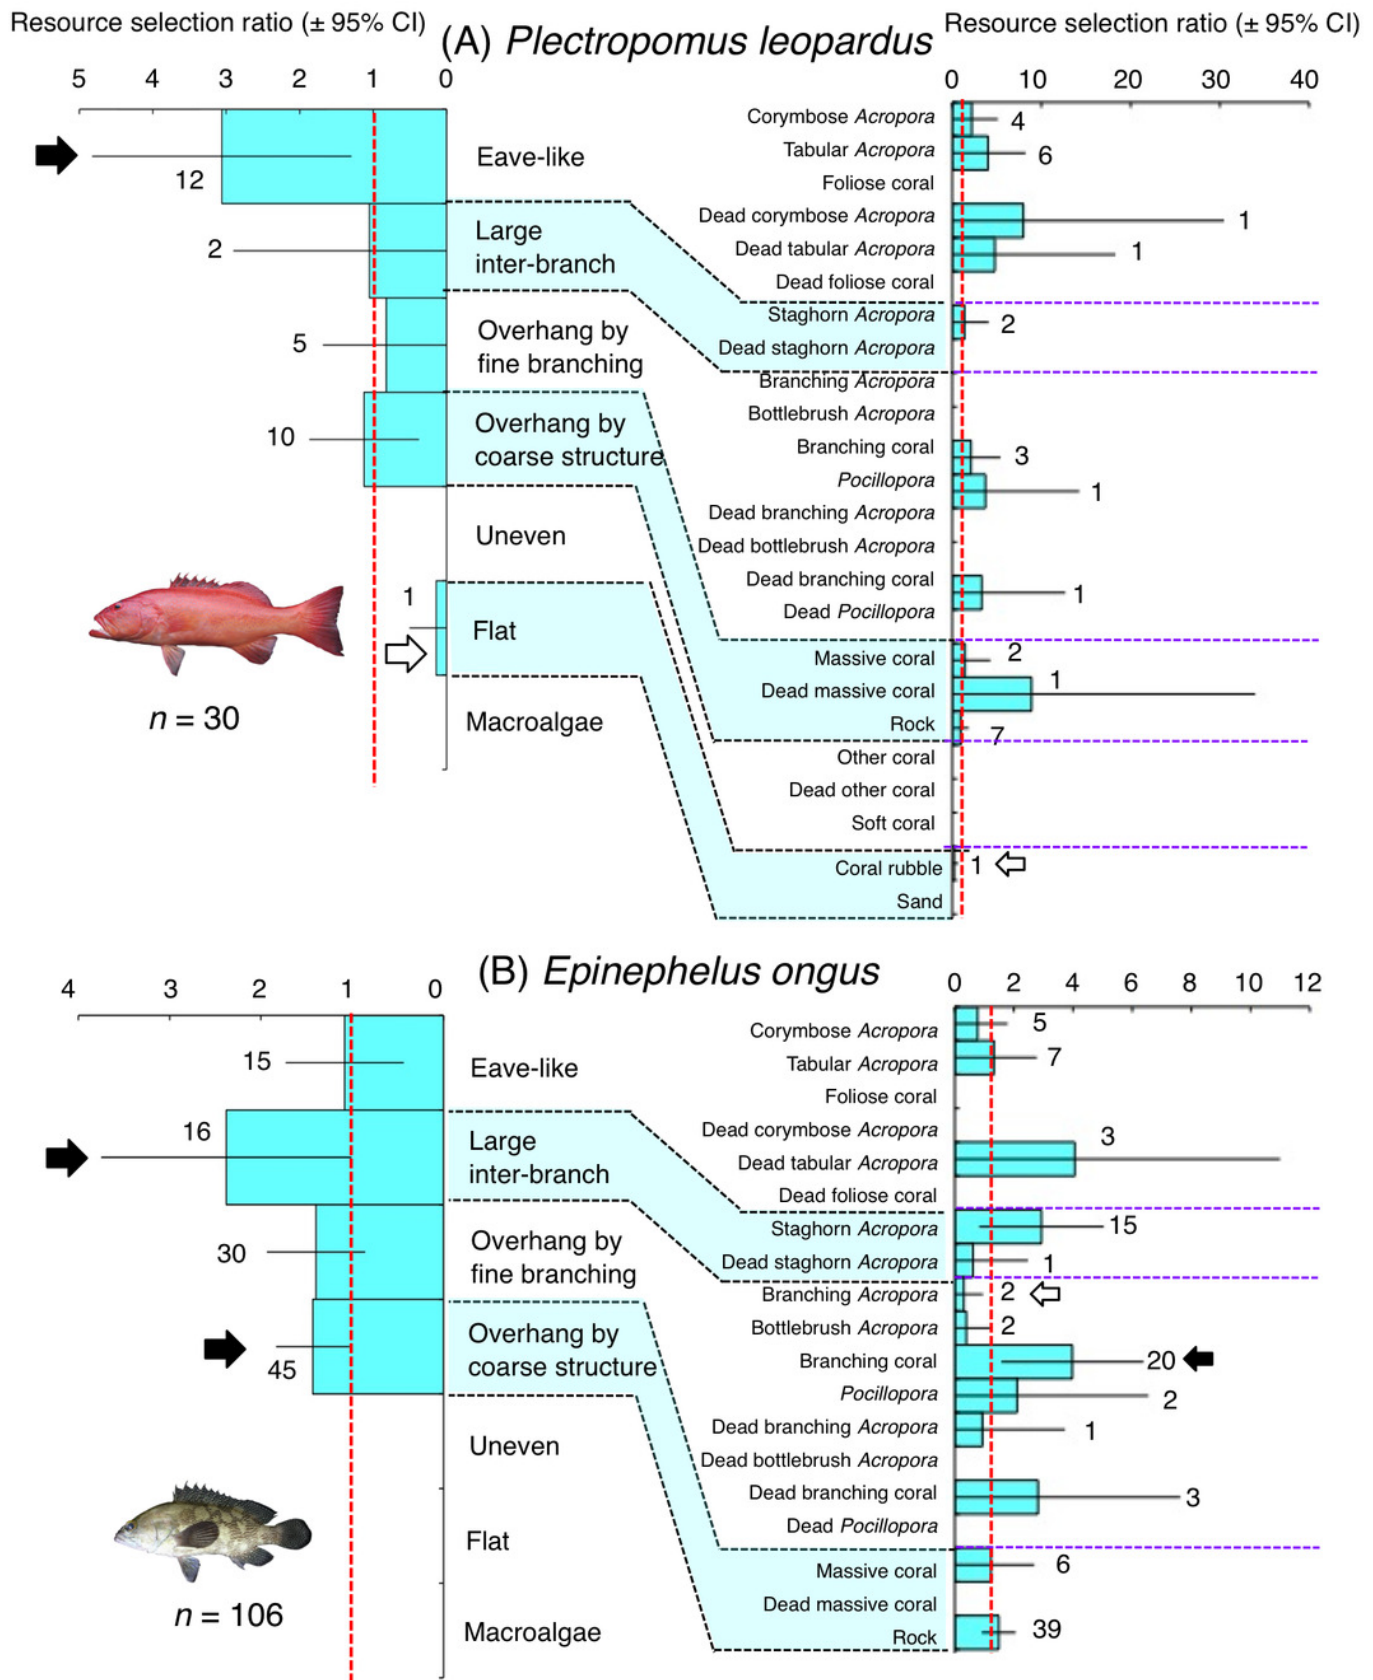 Resource selection ratio (± 95% CI)
(A) Plectropomus leopardus
Resource selection ratio (± 95% CI)
5 4 3 2 1 0
0 10 20 30 40
12
2
5
10
1
Eave-like
Large
inter-branch
Overhang by
fine branching
Overhang by
coarse structure
Uneven
Flat
Macroalgae
n = 30
Corymbose Acropora 4
Tabular Acropora 6
Foliose coral
Dead corymbose Acropora 1
Dead tabular Acropora 1
Dead foliose coral
Staghorn Acropora 2
Dead staghorn Acropora
Branching Acropora
Bottlebrush Acropora
Branching coral 3
Pocillopora 1
Dead branching Acropora
Dead bottlebrush Acropora
Dead branching coral 1
Dead Pocillopora
Massive coral 2
Dead massive coral 1
Rock 7
Other coral
Dead other coral
Soft coral
Coral rubble 1
Sand
(B) Epinephelus ongus
4 3 2 1 0
0 2 4 6 8 10 12
15
16
30
45
Eave-like
Large
inter-branch
Overhang by
fine branching
Overhang by
coarse structure
Uneven
Flat
Macroalgae
n = 106
Corymbose Acropora 5
Tabular Acropora 7
Foliose coral
Dead corymbose Acropora
Dead tabular Acropora 3
Dead foliose coral
Staghorn Acropora 15
Dead staghorn Acropora 1
Branching Acropora 2
Bottlebrush Acropora 2
Branching coral 20
Pocillopora 2
Dead branching Acropora 1
Dead bottlebrush Acropora
Dead branching coral 3
Dead Pocillopora
Massive coral 6
Dead massive coral
Rock 39